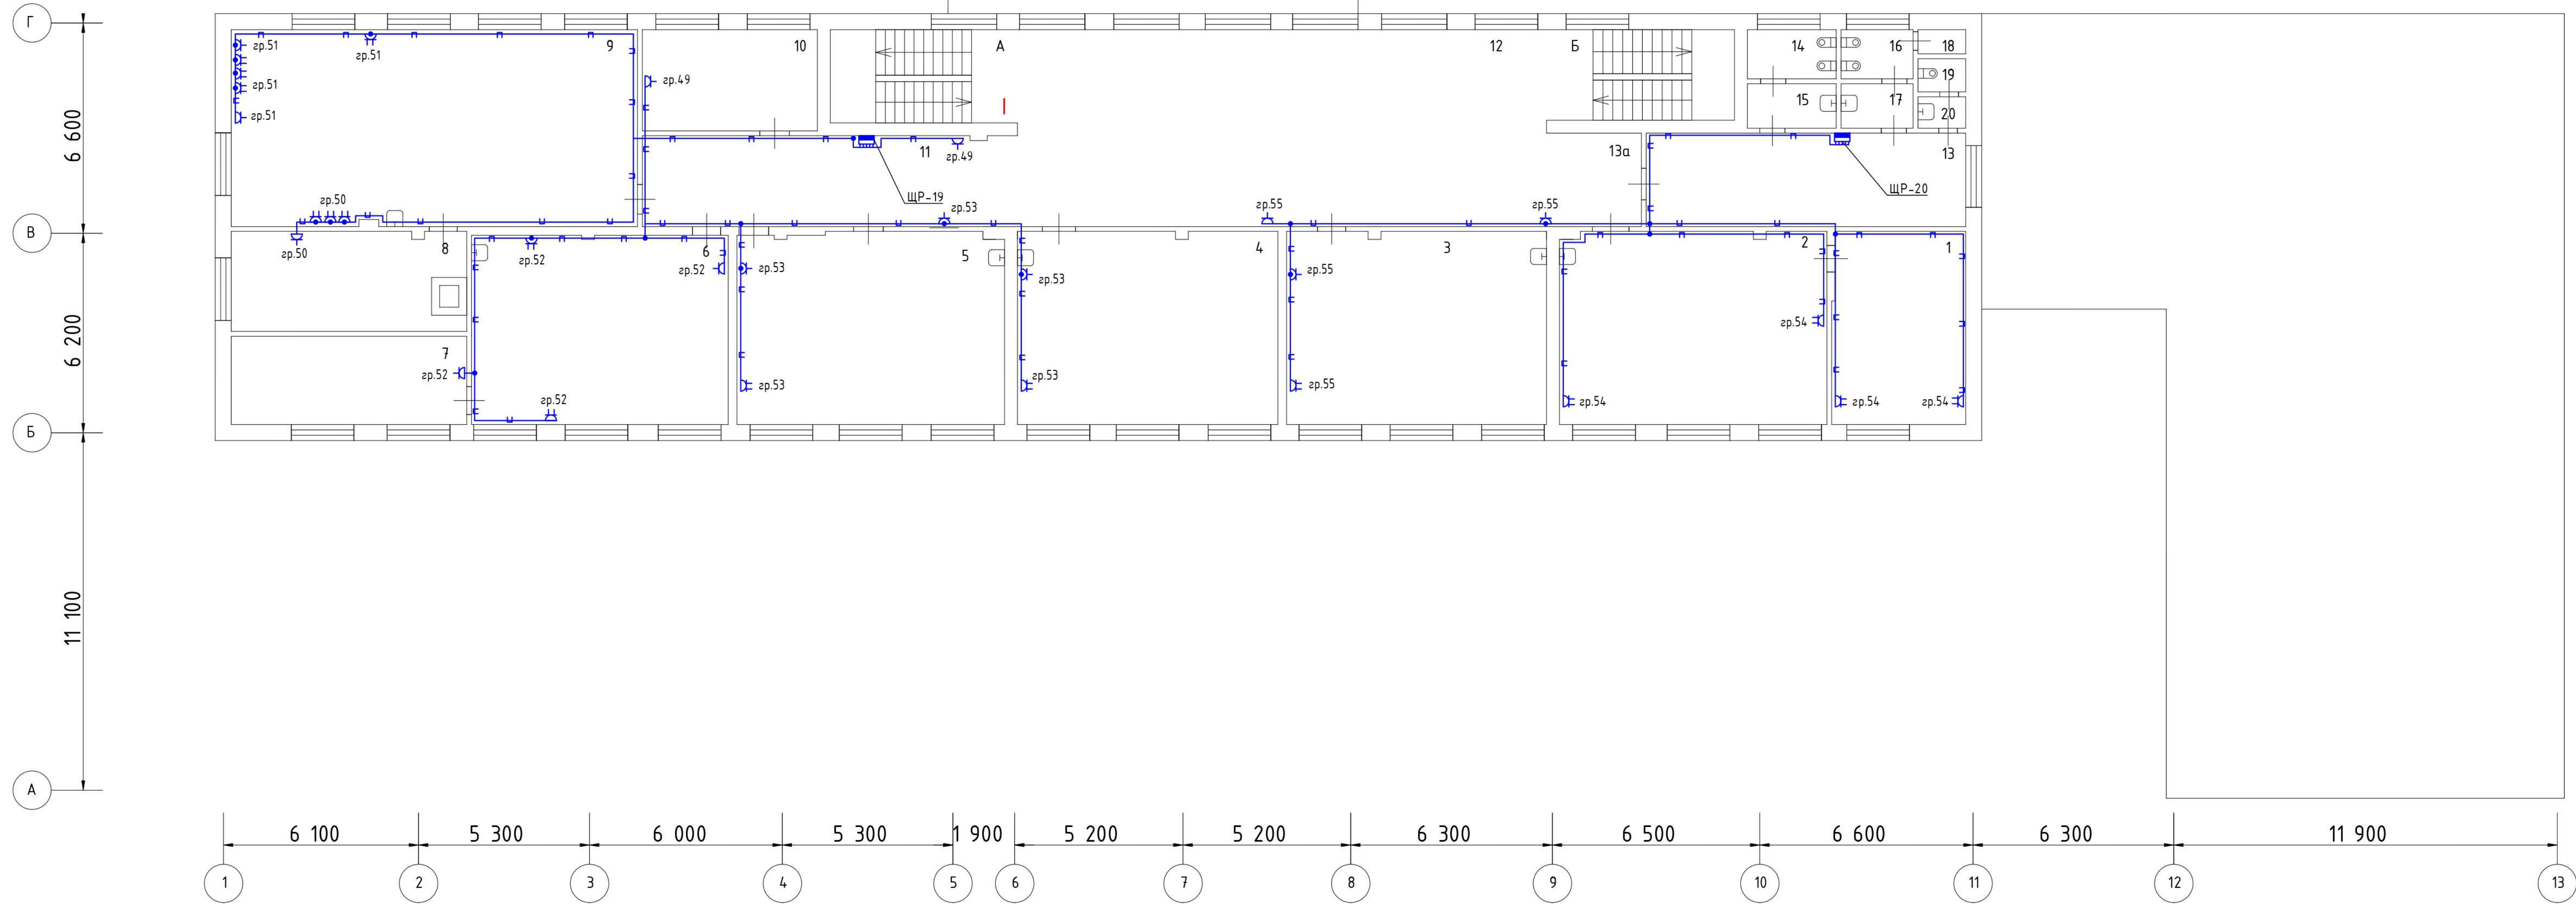 Г
9
10
А
12
Б
14
16
18
гр.51
гр.51
гр.49
19
гр.51
15
17
20
гр.51
6 600
11
гр.49
13а
13
ЩР-19
ЩР-20
гр.50
гр.53
гр.55
гр.55
В
8
гр.50
гр.52
6
5
4
3
2
1
гр.52
гр.53
гр.53
гр.55
6 200
гр.54
7
гр.52
гр.53
гр.53
гр.55
гр.52
гр.54
гр.54
гр.54
Б
11 100
А
6 100
5 300
6 000
5 300
1 900
5 200
5 200
6 300
6 500
6 600
6 300
11 900
1
2
3
4
5
6
7
8
9
10
11
12
13